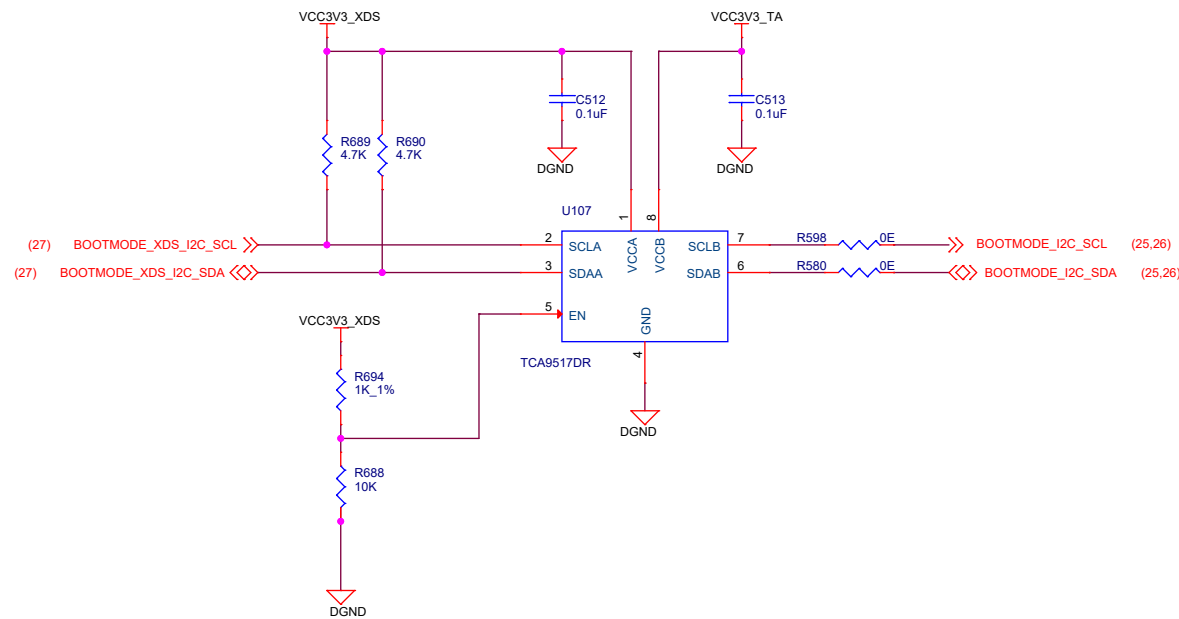 VCC3V3_XDS
VCC3V3_TA
C512
0.1uF
C513
0.1uF
R689
4.7K
R690
4.7K
DGND
DGND
U107
1
8
(27) BOOTMODE_XDS_I2C_SCL
2
SCLA
VCCA
VCCB
SCLB
7
R598
0E
BOOTMODE_I2C_SCL (25,26)
(27) BOOTMODE_XDS_I2C_SDA
3
SDAA
SDAB
6
R580
0E
BOOTMODE_I2C_SDA (25,26)
5
EN
GND
VCC3V3_XDS
4
TCA9517DR
R694
1K_1%
DGND
R688
10K
DGND